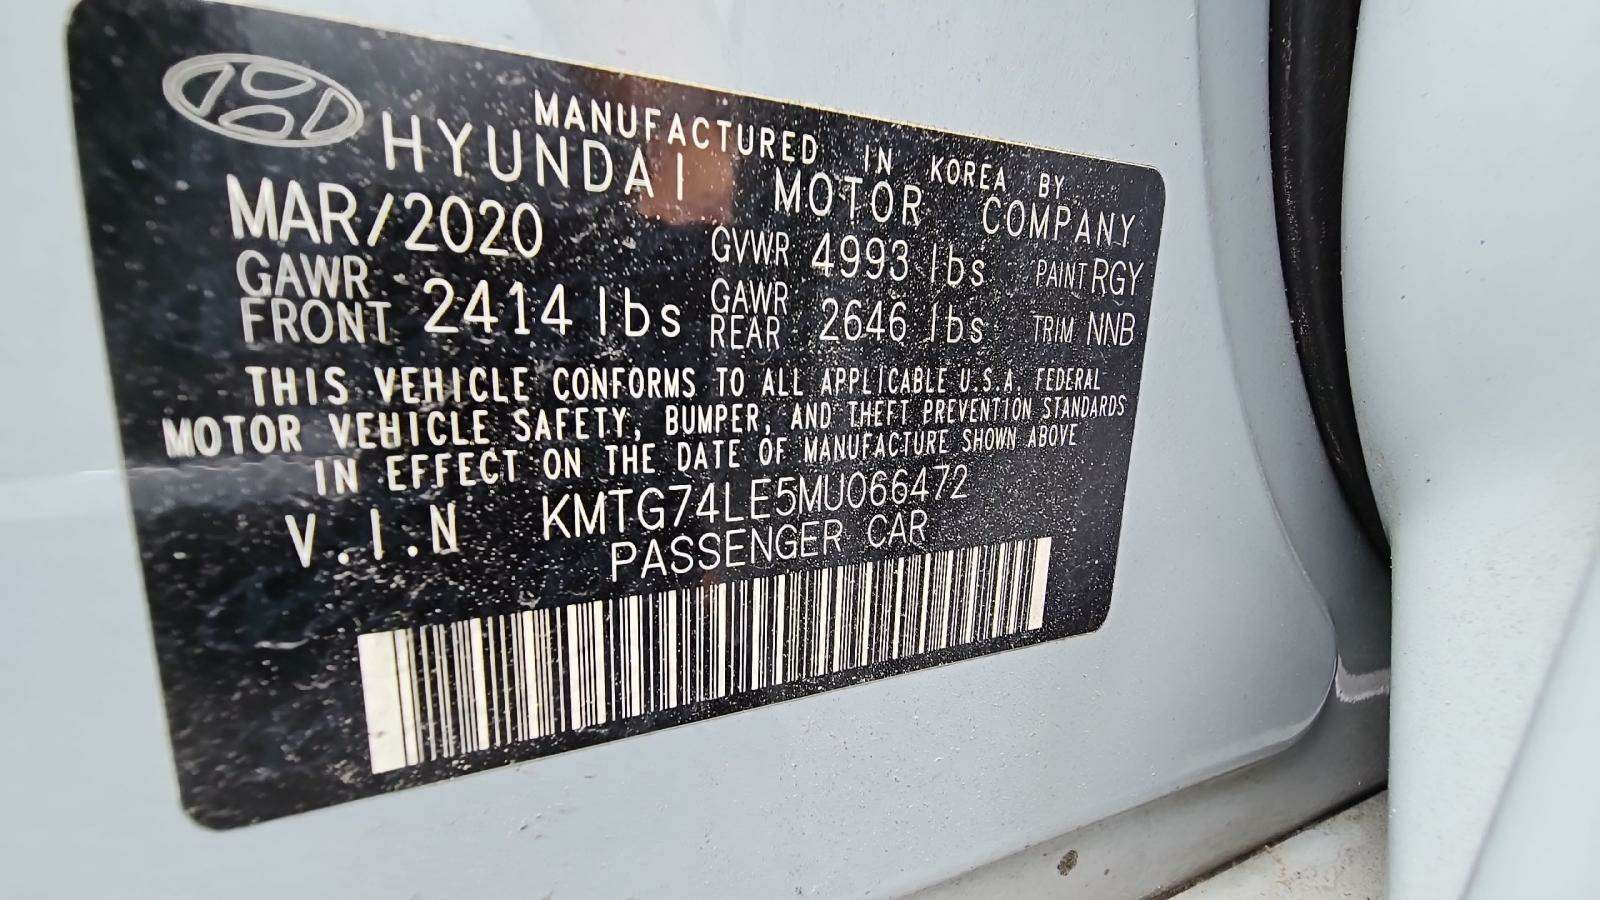 MANUFACTURED IN KOREA BY
HYUNDAI MOTOR COMPANY
MAR/2020 GVWR 4993 lbs PAINT RGY
GAWR FRONT 2414 lbs GAWR REAR 2646 lbs TRIM NNB
THIS VEHICLE CONFORMS TO ALL APPLICABLE U.S.A. FEDERAL
MOTOR VEHICLE SAFETY, BUMPER, AND THEFT PREVENTION STANDARDS
IN EFFECT ON THE DATE OF MANUFACTURE SHOWN ABOVE
V.I.N KMTG74LE5MU066472
PASSENGER CAR